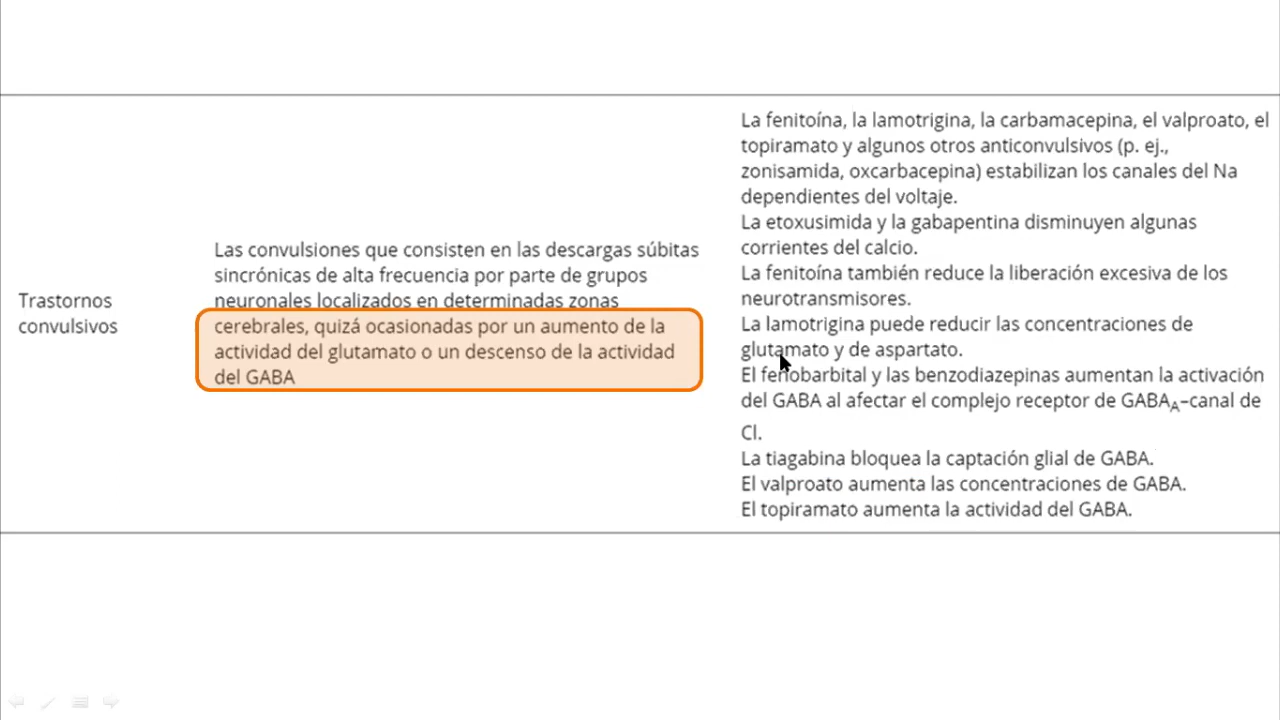 Trastornos
convulsivos
Las convulsiones que consisten en las descargas súbitas
sincrónicas de alta frecuencia por parte de grupos
neuronales localizados en determinadas zonas
cerebrales, quizá ocasionadas por un aumento de la
actividad del glutamato o un descenso de la actividad
del GABA
La fenitoína, la lamotrigina, la carbamacepina, el valproato, el
topiramato y algunos otros anticonvulsivos (p. ej.,
zonisamida, oxcarbacepina) estabilizan los canales del Na
dependientes del voltaje.
La etoxusimida y la gabapentina disminuyen algunas
corrientes del calcio.
La fenitoína también reduce la liberación excesiva de los
neurotransmisores.
La lamotrigina puede reducir las concentraciones de
glutamato y de aspartato.
El fenobarbital y las benzodiazepinas aumentan la activación
del GABA al afectar el complejo receptor de GABAA–canal de
Cl.
La tiagabina bloquea la captación glial de GABA.
El valproato aumenta las concentraciones de GABA.
El topiramato aumenta la actividad del GABA.